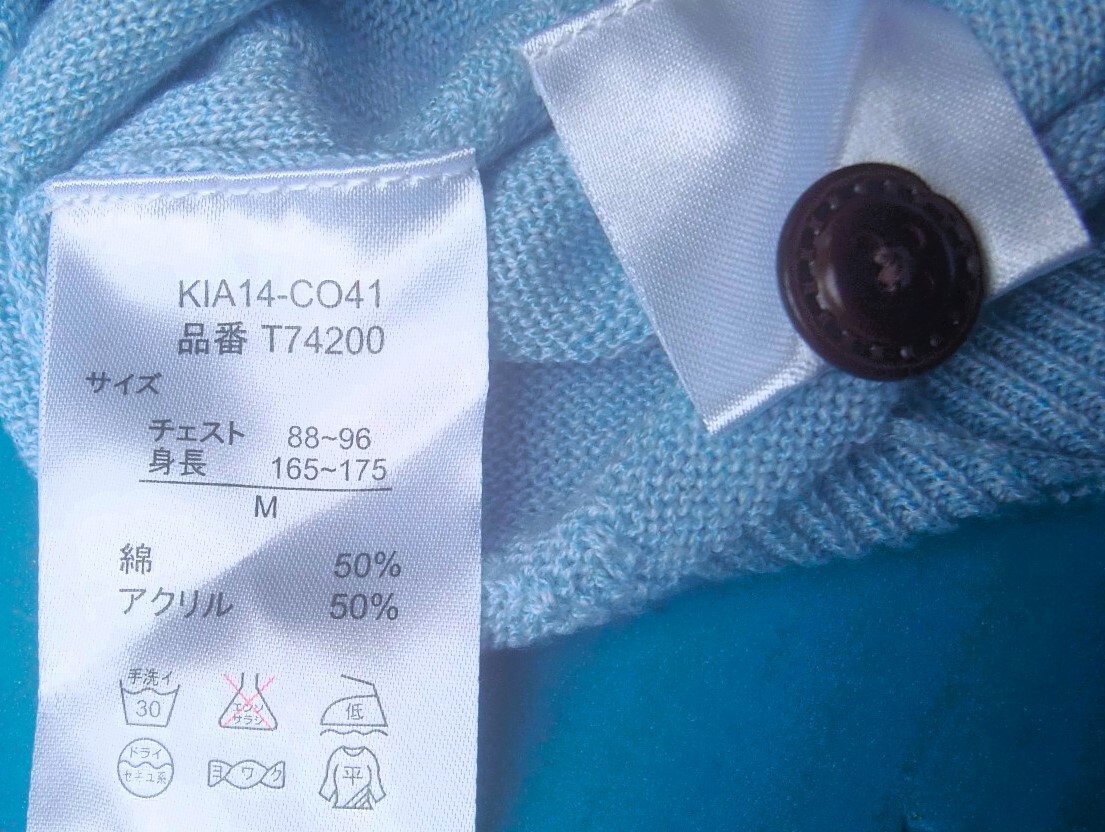 KIA14-CO41
品番 T74200
サイズ
チェスト 88~96
身長 165~175
M
綿 50%
アクリル 50%
手洗イ
30
エンソ
サラシ
低
ドライ
セキユ系
ヨワク
平